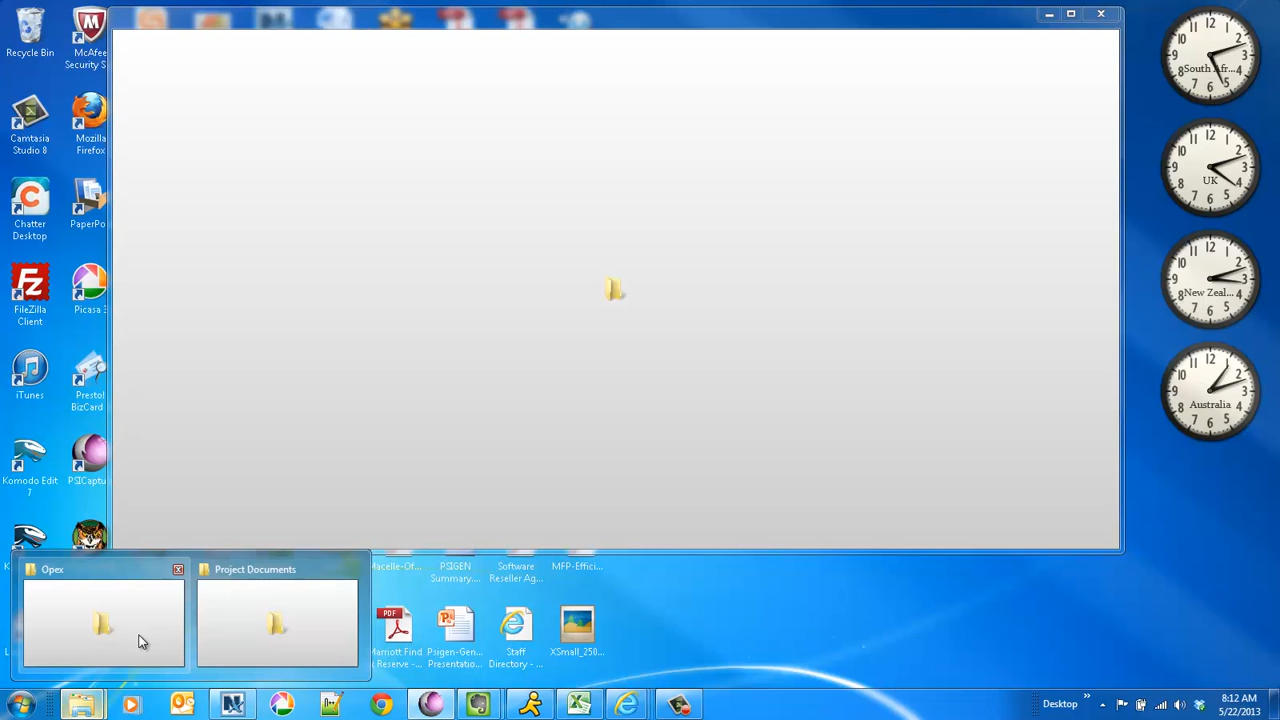 Recycle Bin
McAfee
Security S...
Camtasia
Studio 8
Mozilla
Firefox
Chatter
Desktop
PaperPo
FileZilla
Client
Picasa 3
iTunes
Presto!
BizCard
Komodo Edit
7
PSICaptu
12
South Afr...
UK
New Zeal...
Australia
Opex
Project Documents
PDF
Macelle-Of...
PSIGEN
Summary....
Software
Reseller Ag...
MFP-Effici...
Marriott Find
& Reserve - ...
Psigen-Gen...
Presentatio...
Staff
Directory - ...
XSmall_250...
Desktop
8:12 AM
5/22/2013